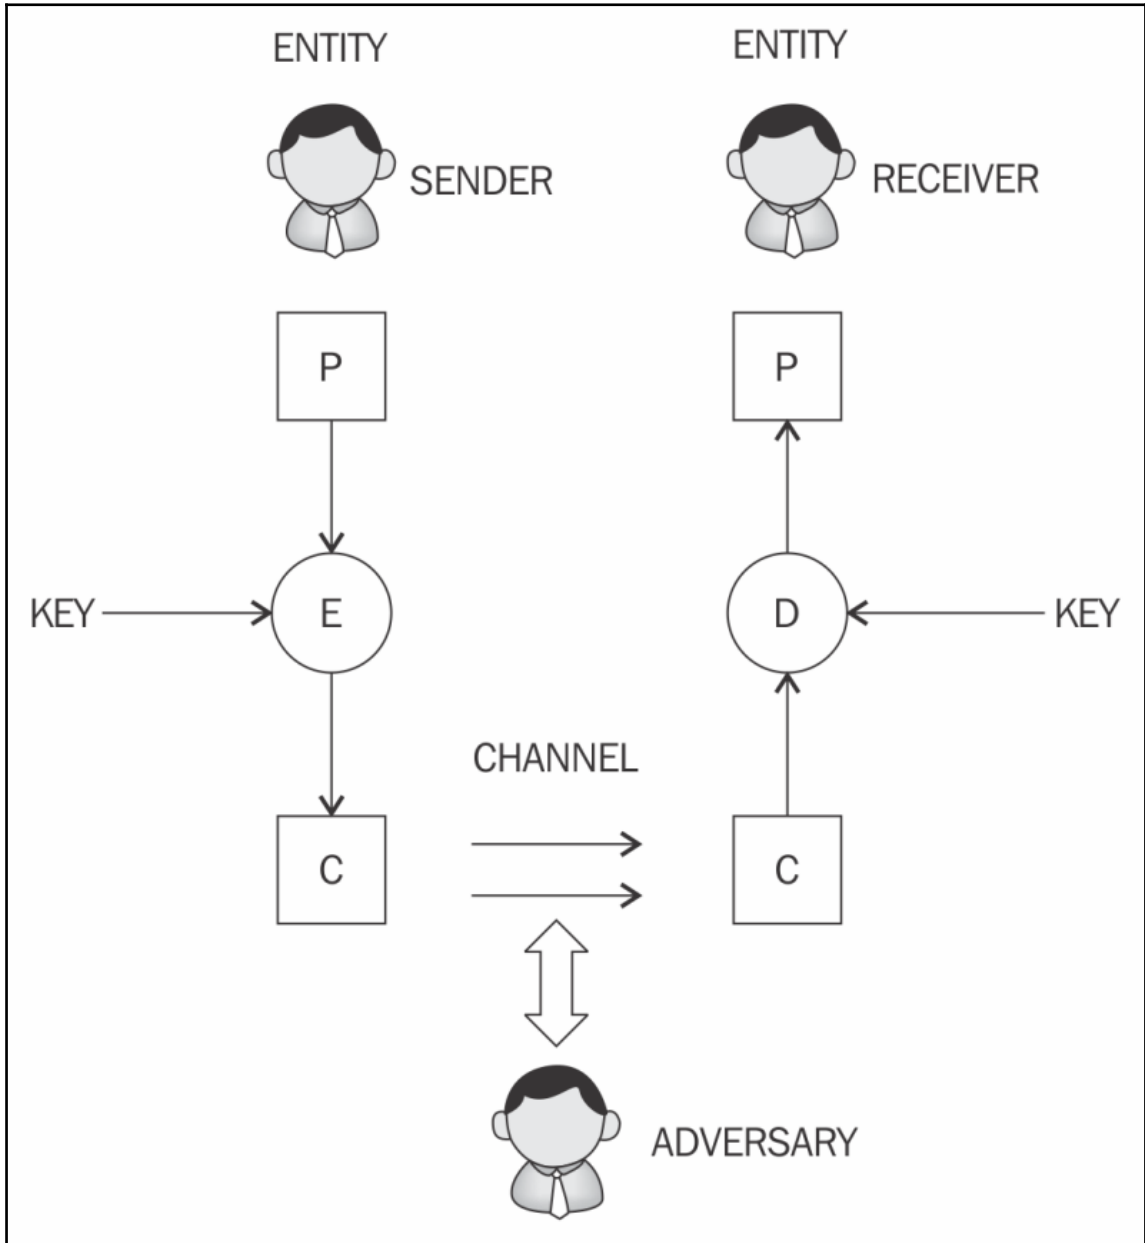 ENTITY
ENTITY
SENDER
RECEIVER
P
P
KEY
E
D
KEY
CHANNEL
C
C
ADVERSARY